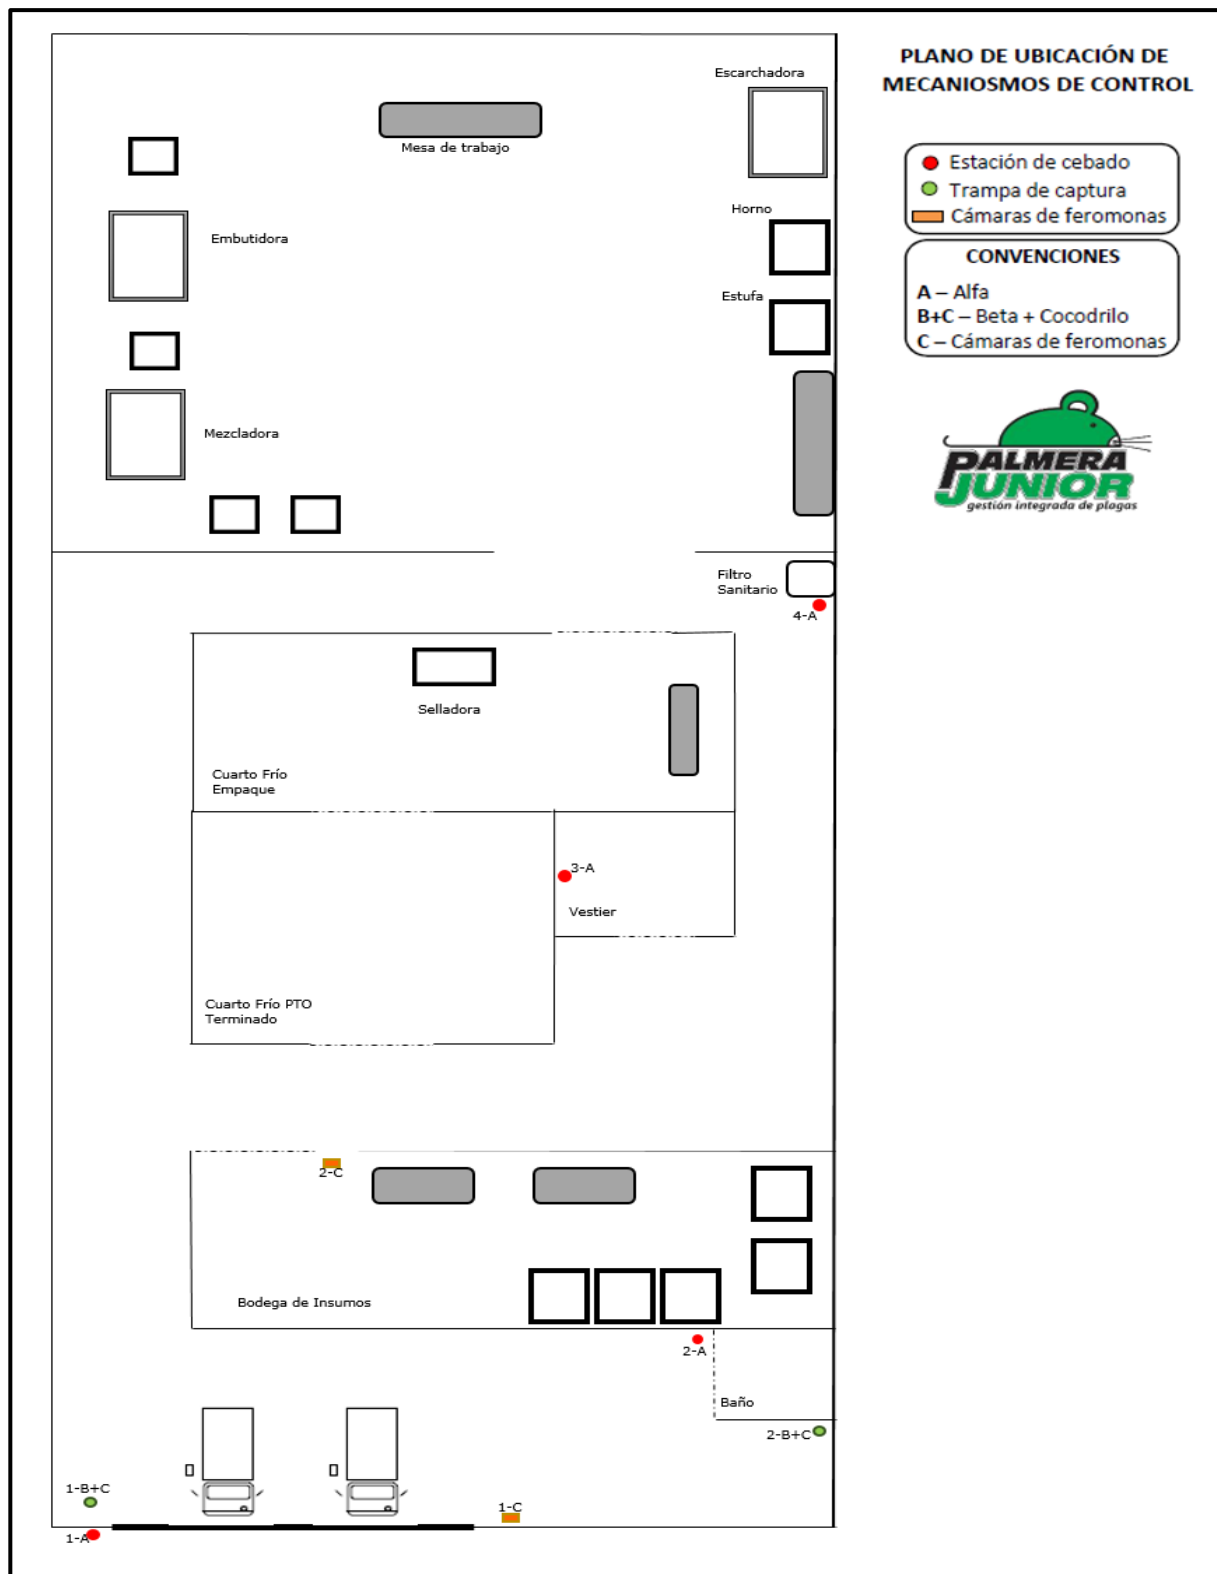 PLANO DE UBICACIÓN DE
MECANIOSMOS DE CONTROL
Estación de cebado
Trampa de captura
Cámaras de feromonas
CONVENCIONES
A – Alfa
B+C – Beta + Cocodrilo
C – Cámaras de feromonas
PALMERA
JUNIOR
gestión integrada de plagas
Escarchadora
Mesa de trabajo
Horno
Embutidora
Estufa
Mezcladora
Filtro
Sanitario
4-A
Selladora
Cuarto Frío
Empaque
3-A
Vestier
Cuarto Frío PTO
Terminado
2-C
Bodega de Insumos
2-A
Baño
2-B+C
1-B+C
1-C
1-A